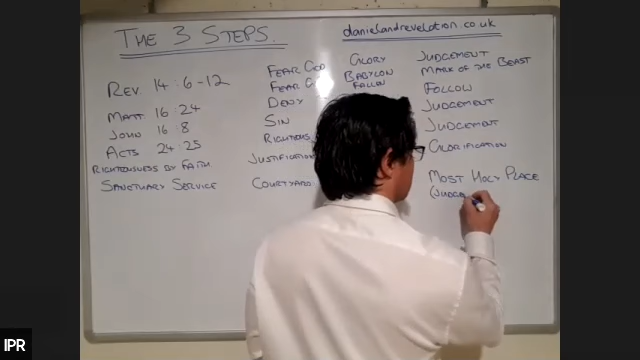 THE 3 STEPS.
danielandrevelation.co.uk
REV. 14:6-12 FEAR GOD GLORY JUDGEMENT
FEAR G BABYLON FALLEN MARK OF THE BEAST
MATT 16:24 DENY FOLLOW
JOHN 16:8 SIN JUDGEMENT
ACTS 24:25 RIGHTEOUS JUDGEMENT
RIGHTEOUSNESS BY FAITH JUSTIFICATION GLORIFICATION
SANCTUARY SERVICE COURTYARD MOST HOLY PLACE
(JUDGE
IPR